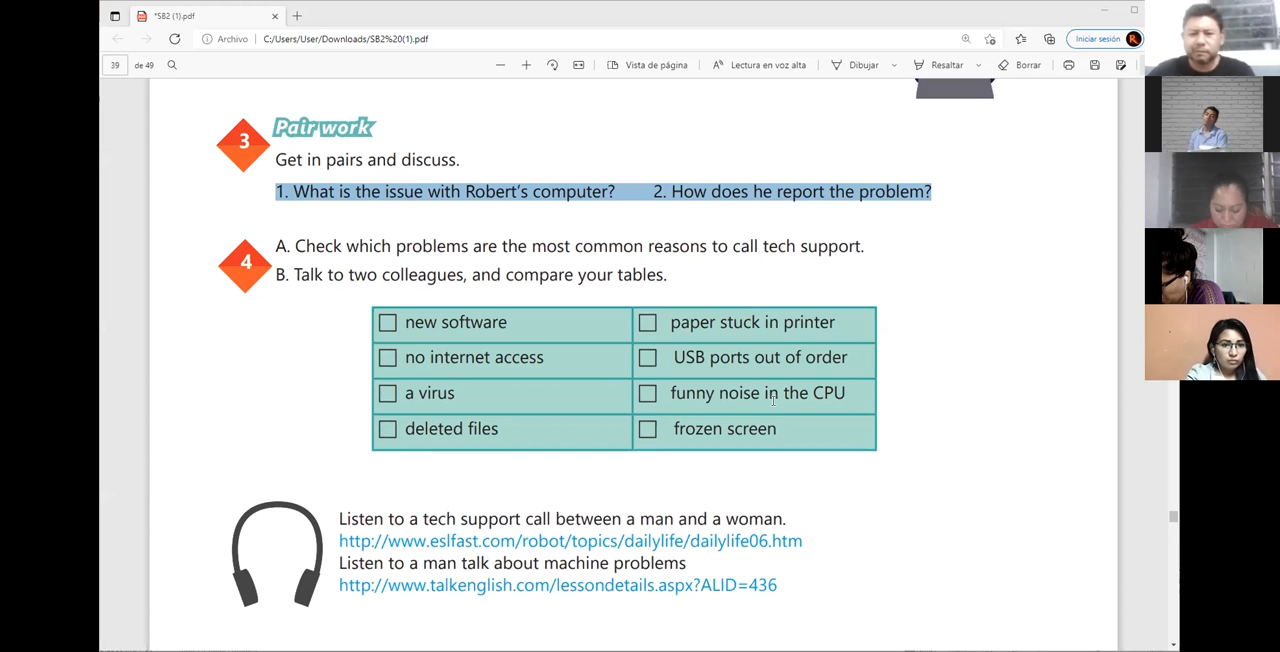 *SB2 (1).pdf
Archivo C:/Users/User/Downloads/SB2%20(1).pdf
Iniciar sesión R
39 de 49
Vista de página
Lectura en voz alta
Dibujar
Resaltar
Borrar
3 Pair work
Get in pairs and discuss.
1. What is the issue with Robert's computer? 2. How does he report the problem?
4 A. Check which problems are the most common reasons to call tech support.
B. Talk to two colleagues, and compare your tables.
new software paper stuck in printer
no internet access USB ports out of order
a virus funny noise in the CPU
deleted files frozen screen
Listen to a tech support call between a man and a woman.
http://www.eslfast.com/robot/topics/dailylife/dailylife06.htm
Listen to a man talk about machine problems
http://www.talkenglish.com/lessondetails.aspx?ALID=436